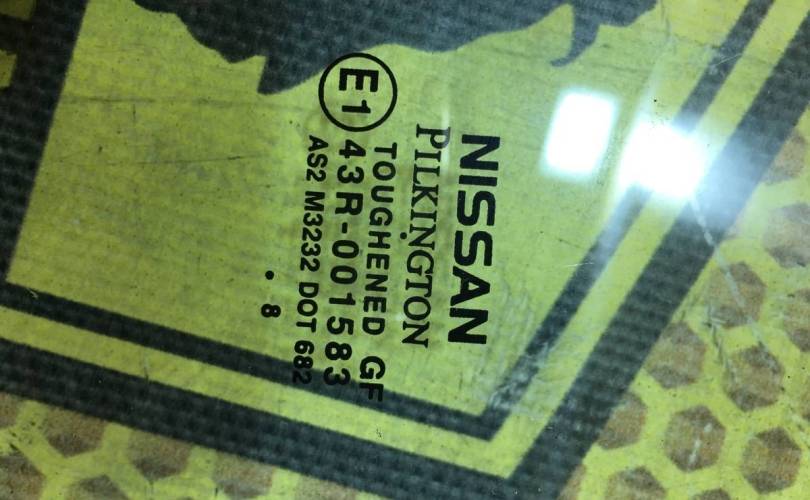 NISSAN
PILKINGTON
TOUGHENED GF
E1 43R-001583
AS2 M3232 DOT 682
. 8